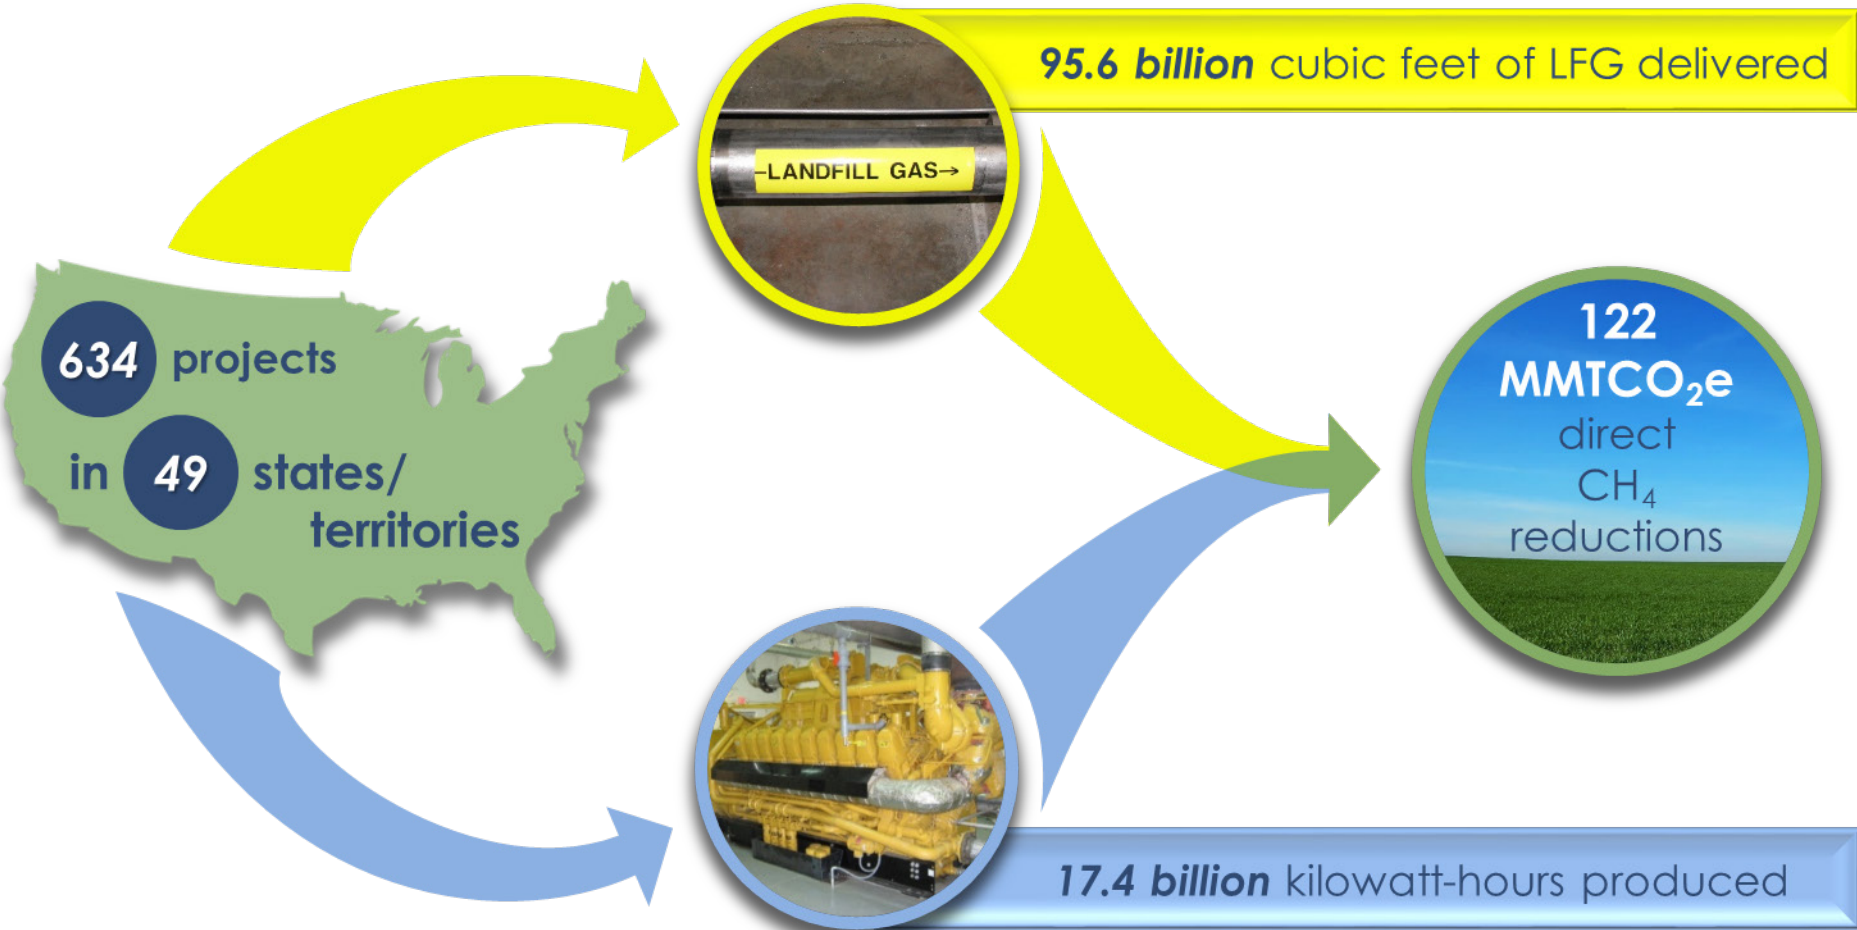 95.6 billion cubic feet of LFG delivered
-LANDFILL GAS→
634 projects
in 49 states/
territories
122
MMTCO₂e
direct
CH₄
reductions
17.4 billion kilowatt-hours produced